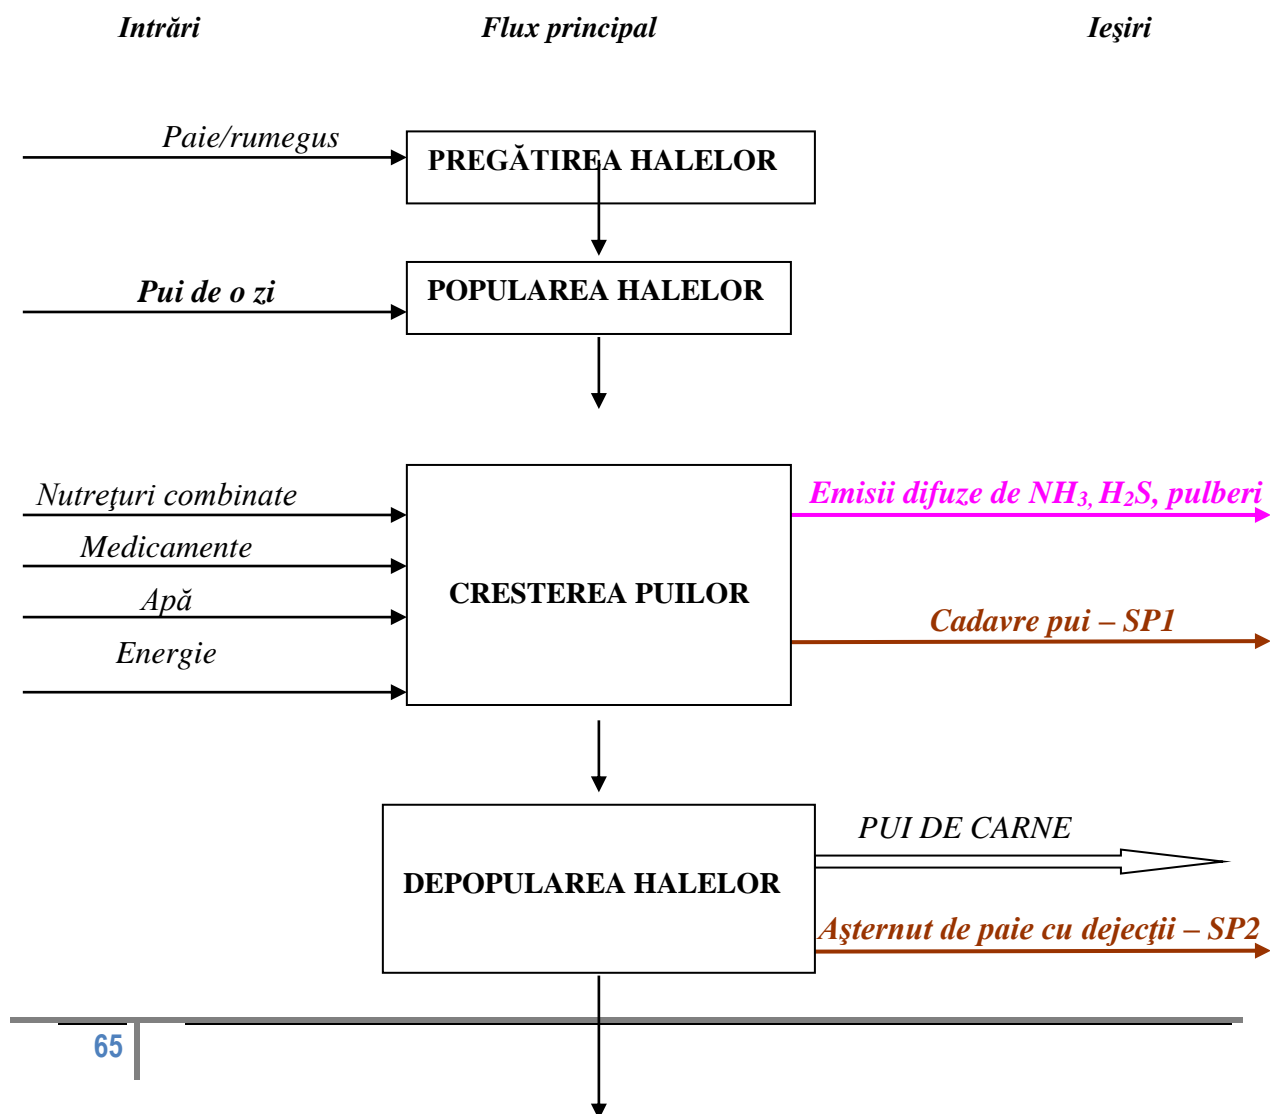 Intrări Flux principal Ieşiri
Paie/rumegus
PREGĂTIREA HALELOR
Pui de o zi
POPULAREA HALELOR
Nutreţuri combinate
Medicamente
Apă
Energie
CRESTEREA PUILOR
Emisii difuze de NH₃, H₂S, pulberi
Cadavre pui – SP1
DEPOPULAREA HALELOR
PUI DE CARNE
Aşternut de paie cu dejecţii – SP2
65